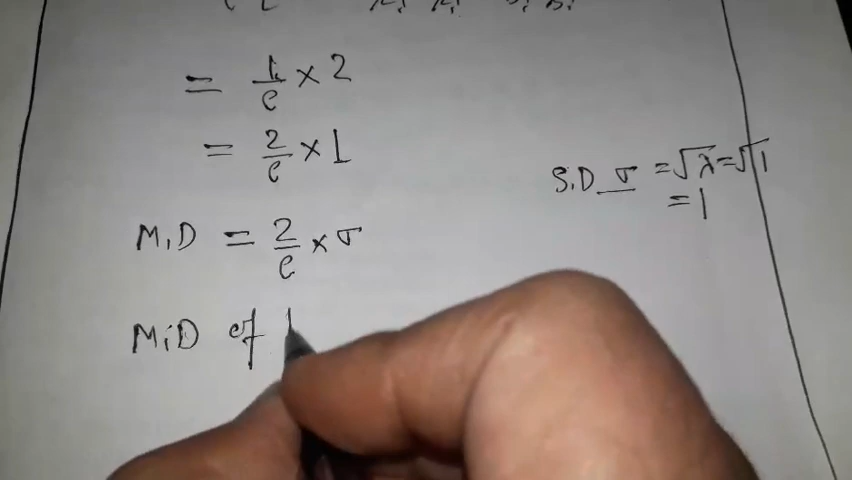 = 1/e × 2
= 2/e × 1
S.D σ = √λ = √1
= 1
M.D = 2/e × σ
M.D of